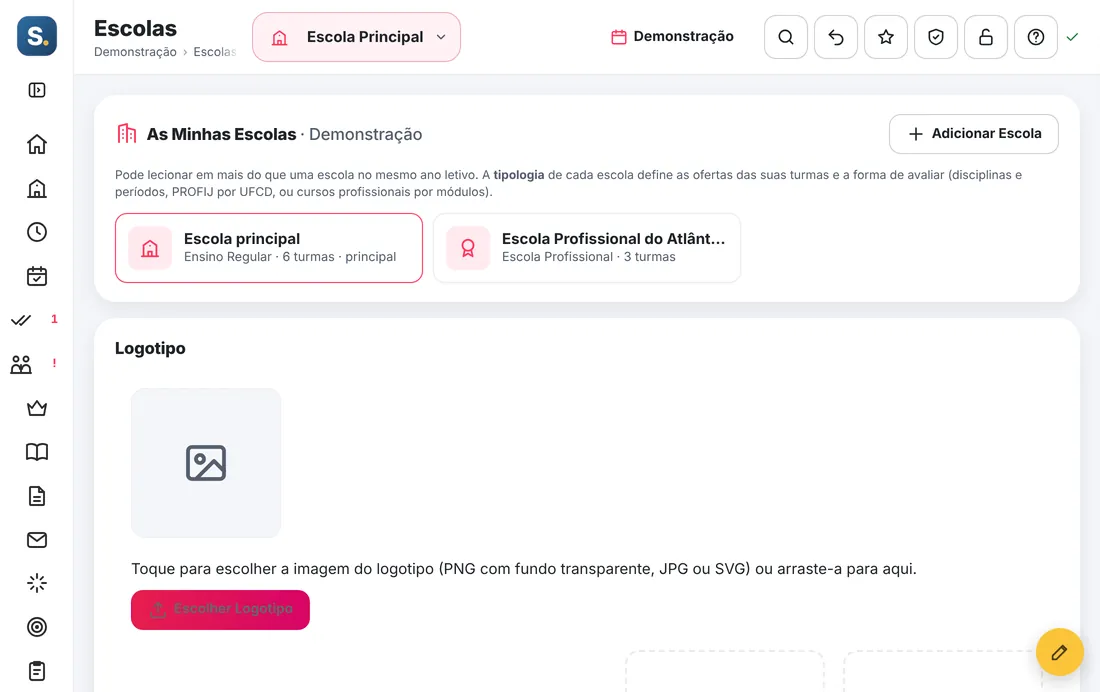 S.
Escolas
Demonstração › Escolas
Escola Principal
Demonstração
1
!
As Minhas Escolas · Demonstração
Adicionar Escola
Pode lecionar em mais do que uma escola no mesmo ano letivo. A tipologia de cada escola define as ofertas das suas turmas e a forma de avaliar (disciplinas e
períodos, PROFIJ por UFCD, ou cursos profissionais por módulos).
Escola principal
Ensino Regular · 6 turmas · principal
Escola Profissional do Atlânt...
Escola Profissional · 3 turmas
Logotipo
Toque para escolher a imagem do logotipo (PNG com fundo transparente, JPG ou SVG) ou arraste-a para aqui.
Escolher Logotipo